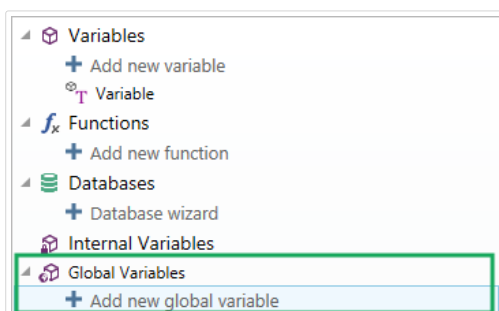 Variables
Add new variable
T Variable
fx Functions
Add new function
Databases
Database wizard
Internal Variables
Global Variables
Add new global variable